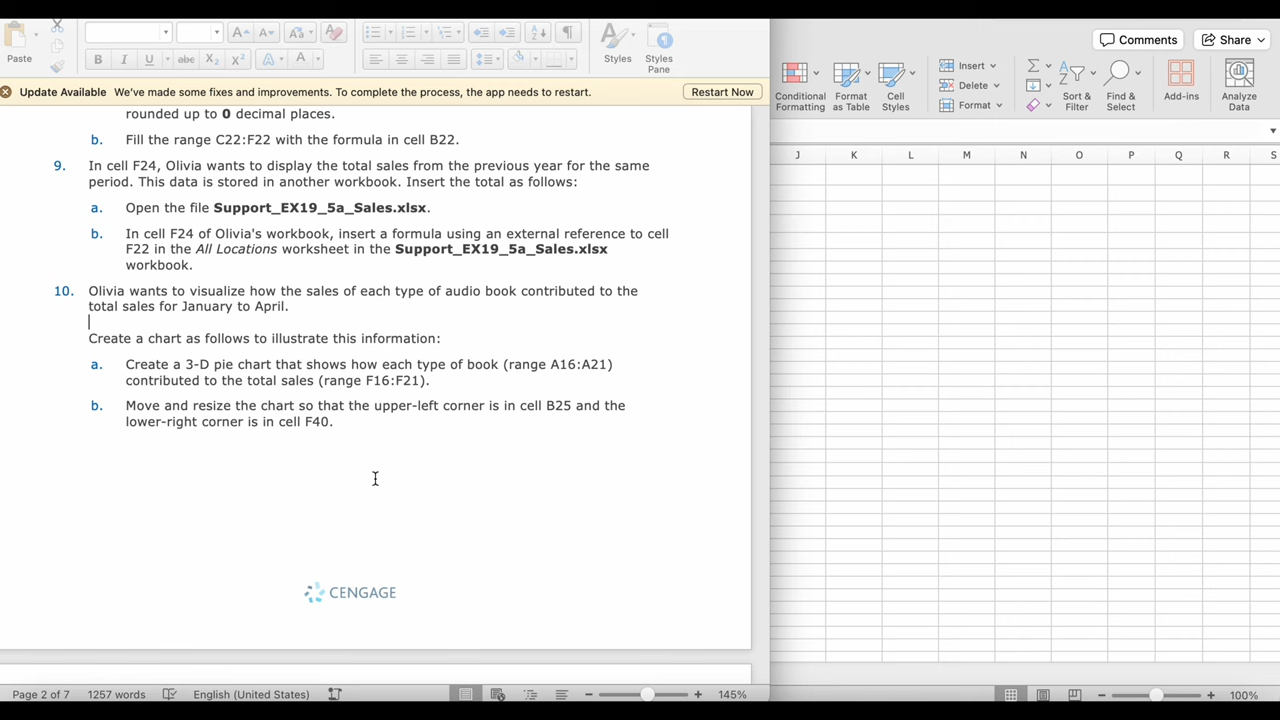 Comments
Share
Paste
B I U abc X2 X2 A A
Styles
Styles
Pane
Conditional
Formatting
Format
as Table
Cell
Styles
Insert
Delete
Format
Sort &
Filter
Find &
Select
Add-ins
Analyze
Data
Update Available We've made some fixes and improvements. To complete the process, the app needs to restart. Restart Now
rounded up to 0 decimal places.
b. Fill the range C22:F22 with the formula in cell B22.
9. In cell F24, Olivia wants to display the total sales from the previous year for the same
period. This data is stored in another workbook. Insert the total as follows:
a. Open the file Support_EX19_5a_Sales.xlsx.
b. In cell F24 of Olivia's workbook, insert a formula using an external reference to cell
F22 in the All Locations worksheet in the Support_EX19_5a_Sales.xlsx
workbook.
10. Olivia wants to visualize how the sales of each type of audio book contributed to the
total sales for January to April.
Create a chart as follows to illustrate this information:
a. Create a 3-D pie chart that shows how each type of book (range A16:A21)
contributed to the total sales (range F16:F21).
b. Move and resize the chart so that the upper-left corner is in cell B25 and the
lower-right corner is in cell F40.
CENGAGE
J K L M N O P Q R S
Page 2 of 7 1257 words English (United States) 145%
100%